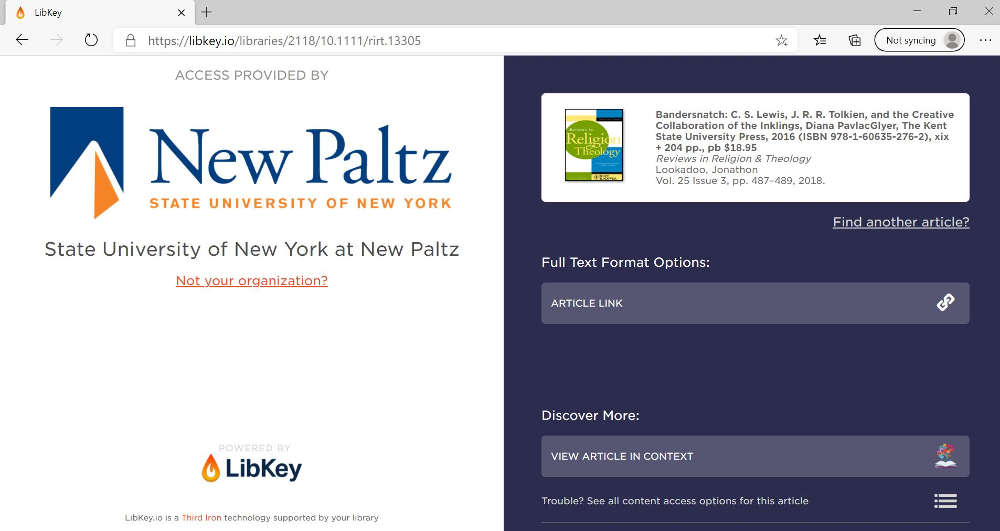 LibKey
https://libkey.io/libraries/2118/10.1111/rirt.13305
Not syncing
ACCESS PROVIDED BY
New Paltz
STATE UNIVERSITY OF NEW YORK
State University of New York at New Paltz
Not your organization?
POWERED BY
LibKey
LibKey.io is a Third Iron technology supported by your library
Reviews in
Religion
&
Theology
WILEY-
BLACKWELL
Bandersnatch: C. S. Lewis, J. R. R. Tolkien, and the Creative
Collaboration of the Inklings, Diana PavlacGlyer, The Kent
State University Press, 2016 (ISBN 978-1-60635-276-2), xix
+ 204 pp., pb $18.95
Reviews in Religion & Theology
Lookadoo, Jonathon
Vol. 25 Issue 3, pp. 487–489, 2018.
Find another article?
Full Text Format Options:
ARTICLE LINK
Discover More:
VIEW ARTICLE IN CONTEXT
Trouble? See all content access options for this article